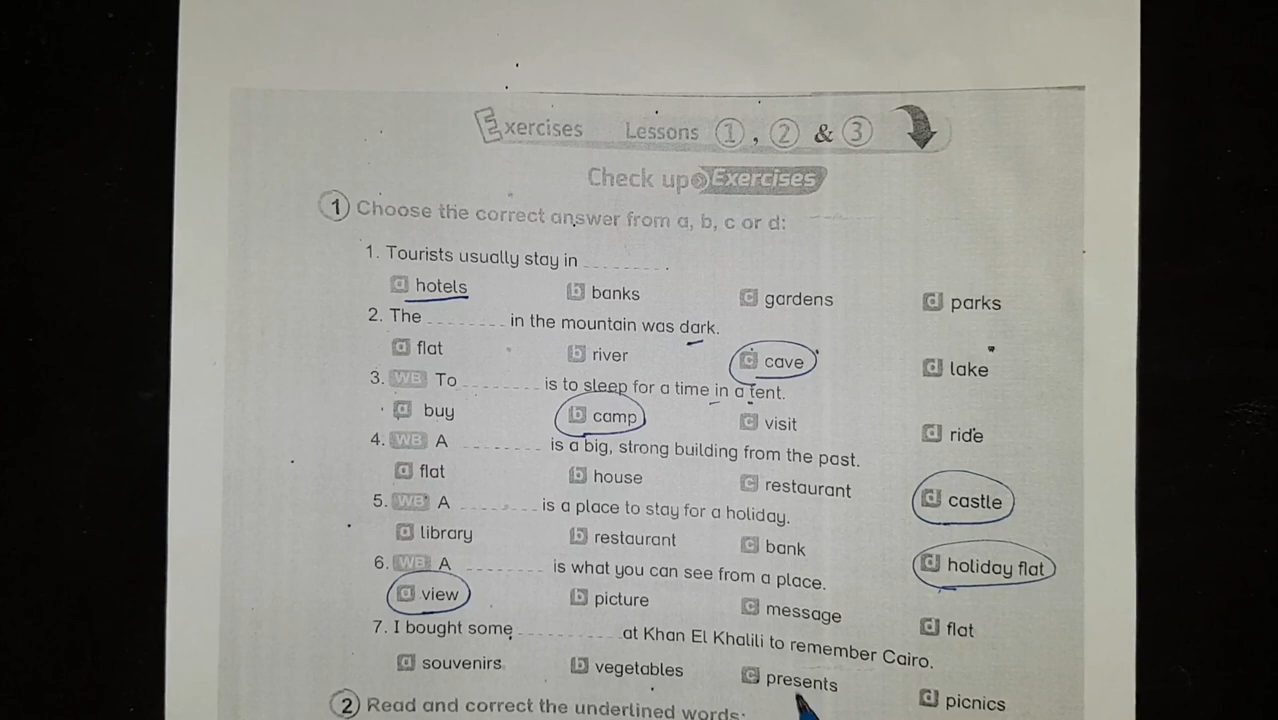 Exercises Lessons 1 , 2 & 3
Check up Exercises
1 Choose the correct answer from a, b, c or d:
1. Tourists usually stay in _ _ _ _ _ _ _ _ .
a hotels b banks c gardens d parks
2. The _ _ _ _ _ _ _ _ in the mountain was dark.
a flat b river c cave d lake
3. WB To _ _ _ _ _ _ _ _ is to sleep for a time in a tent.
a buy b camp c visit d ride
4. WB A _ _ _ _ _ _ _ _ is a big, strong building from the past.
a flat b house c restaurant d castle
5. WB A _ _ _ _ _ _ _ _ is a place to stay for a holiday.
a library b restaurant c bank d holiday flat
6. WB A _ _ _ _ _ _ _ _ is what you can see from a place.
a view b picture c message d flat
7. I bought some _ _ _ _ _ _ _ _ _ _ at Khan El Khalili to remember Cairo.
a souvenirs b vegetables c presents d picnics
2 Read and correct the underlined words: